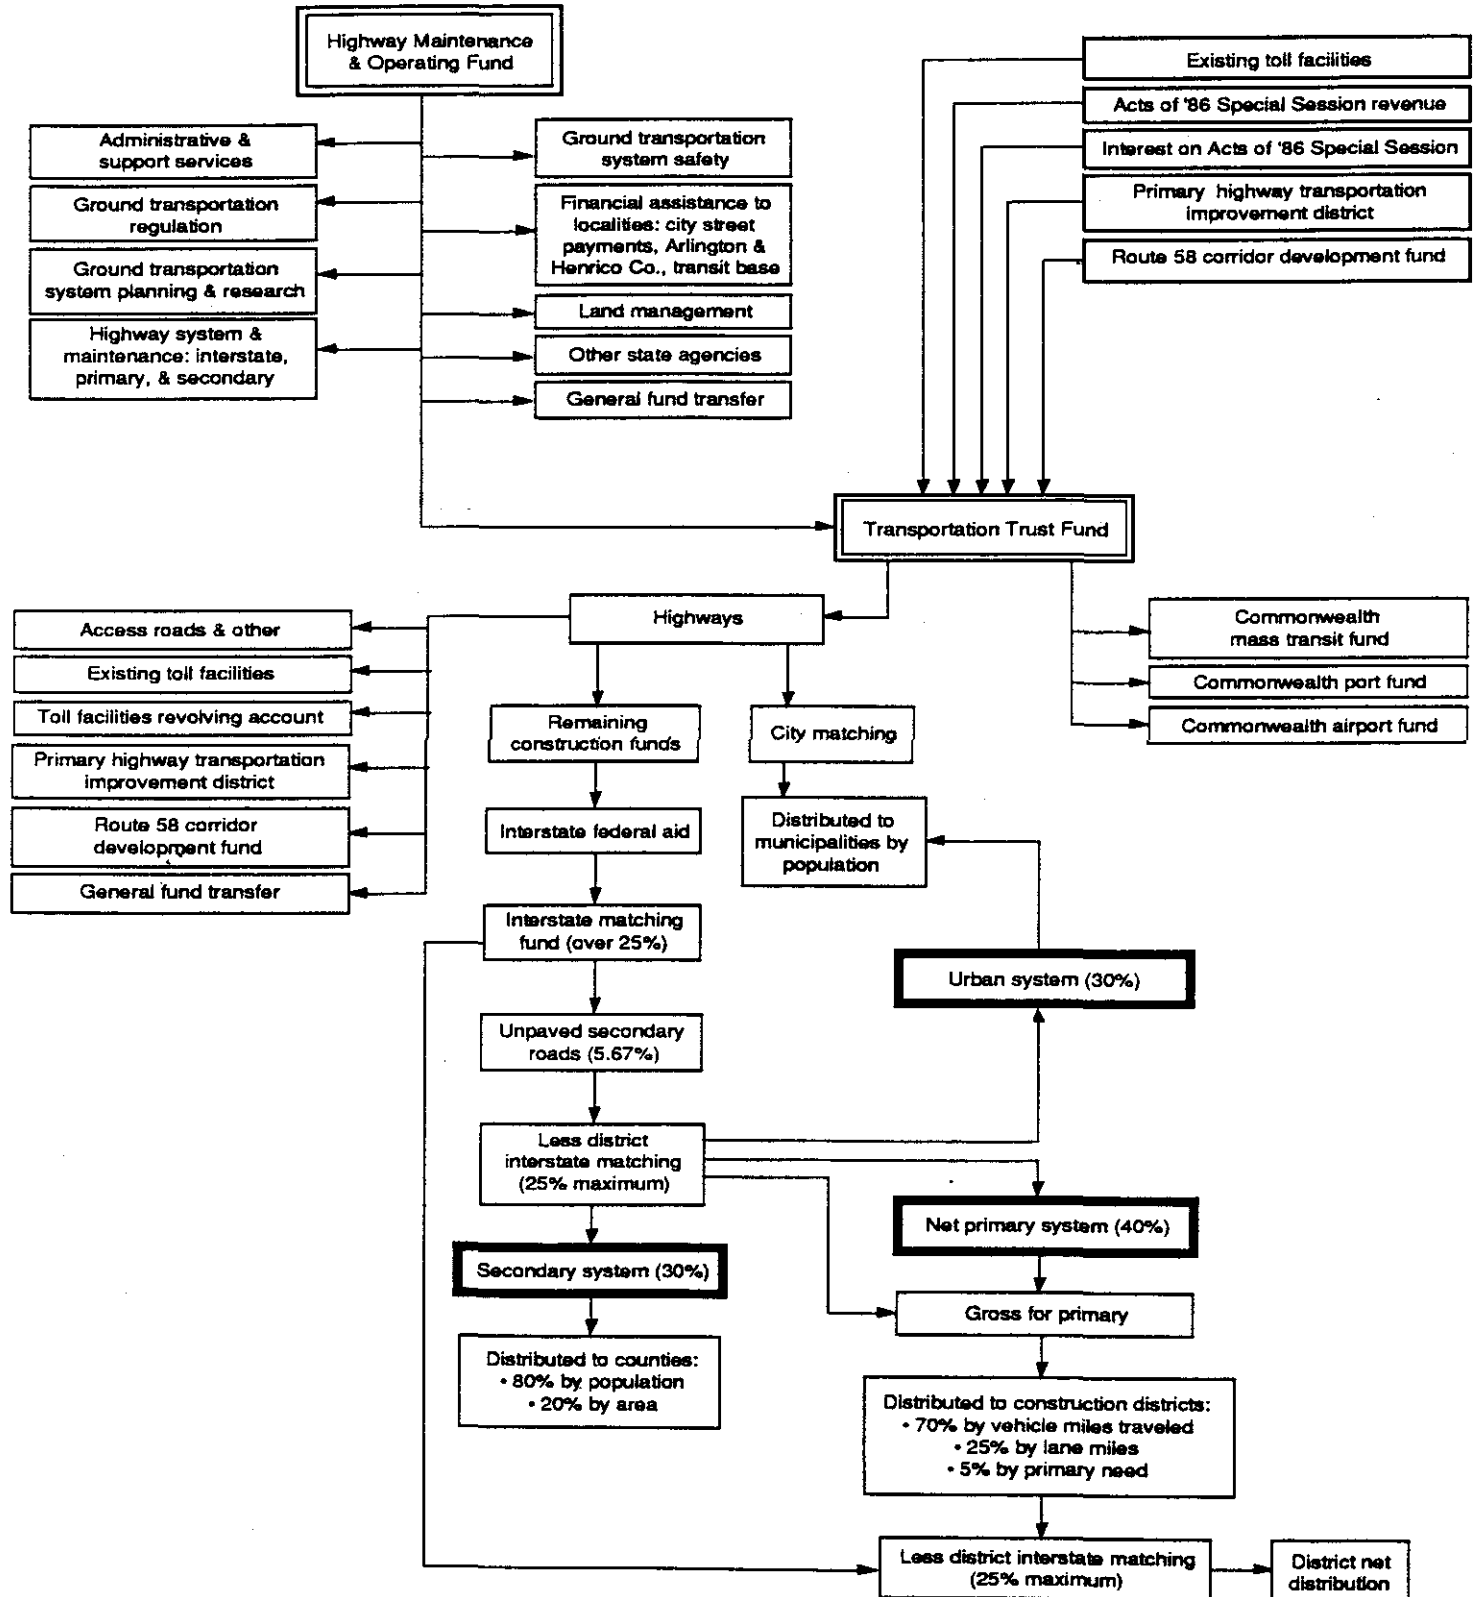 Highway Maintenance
& Operating Fund
Existing toll facilities
Acts of '86 Special Session revenue
Interest on Acts of '86 Special Session
Primary highway transportation
improvement district
Route 58 corridor development fund
Administrative &
support services
Ground transportation
regulation
Ground transportation
system planning & research
Highway system &
maintenance: interstate,
primary, & secondary
Ground transportation
system safety
Financial assistance to
localities: city street
payments, Arlington &
Henrico Co., transit base
Land management
Other state agencies
General fund transfer
Transportation Trust Fund
Highways
Access roads & other
Existing toll facilities
Toll facilities revolving account
Primary highway transportation
improvement district
Route 58 corridor
development fund
General fund transfer
Commonwealth
mass transit fund
Commonwealth port fund
Commonwealth airport fund
Remaining
construction funds
City matching
Interstate federal aid
Distributed to
municipalities by
population
Interstate matching
fund (over 25%)
Urban system (30%)
Unpaved secondary
roads (5.67%)
Less district
interstate matching
(25% maximum)
Net primary system (40%)
Secondary system (30%)
Gross for primary
Distributed to counties:
• 80% by population
• 20% by area
Distributed to construction districts:
• 70% by vehicle miles traveled
• 25% by lane miles
• 5% by primary need
Less district interstate matching
(25% maximum)
District net
distribution